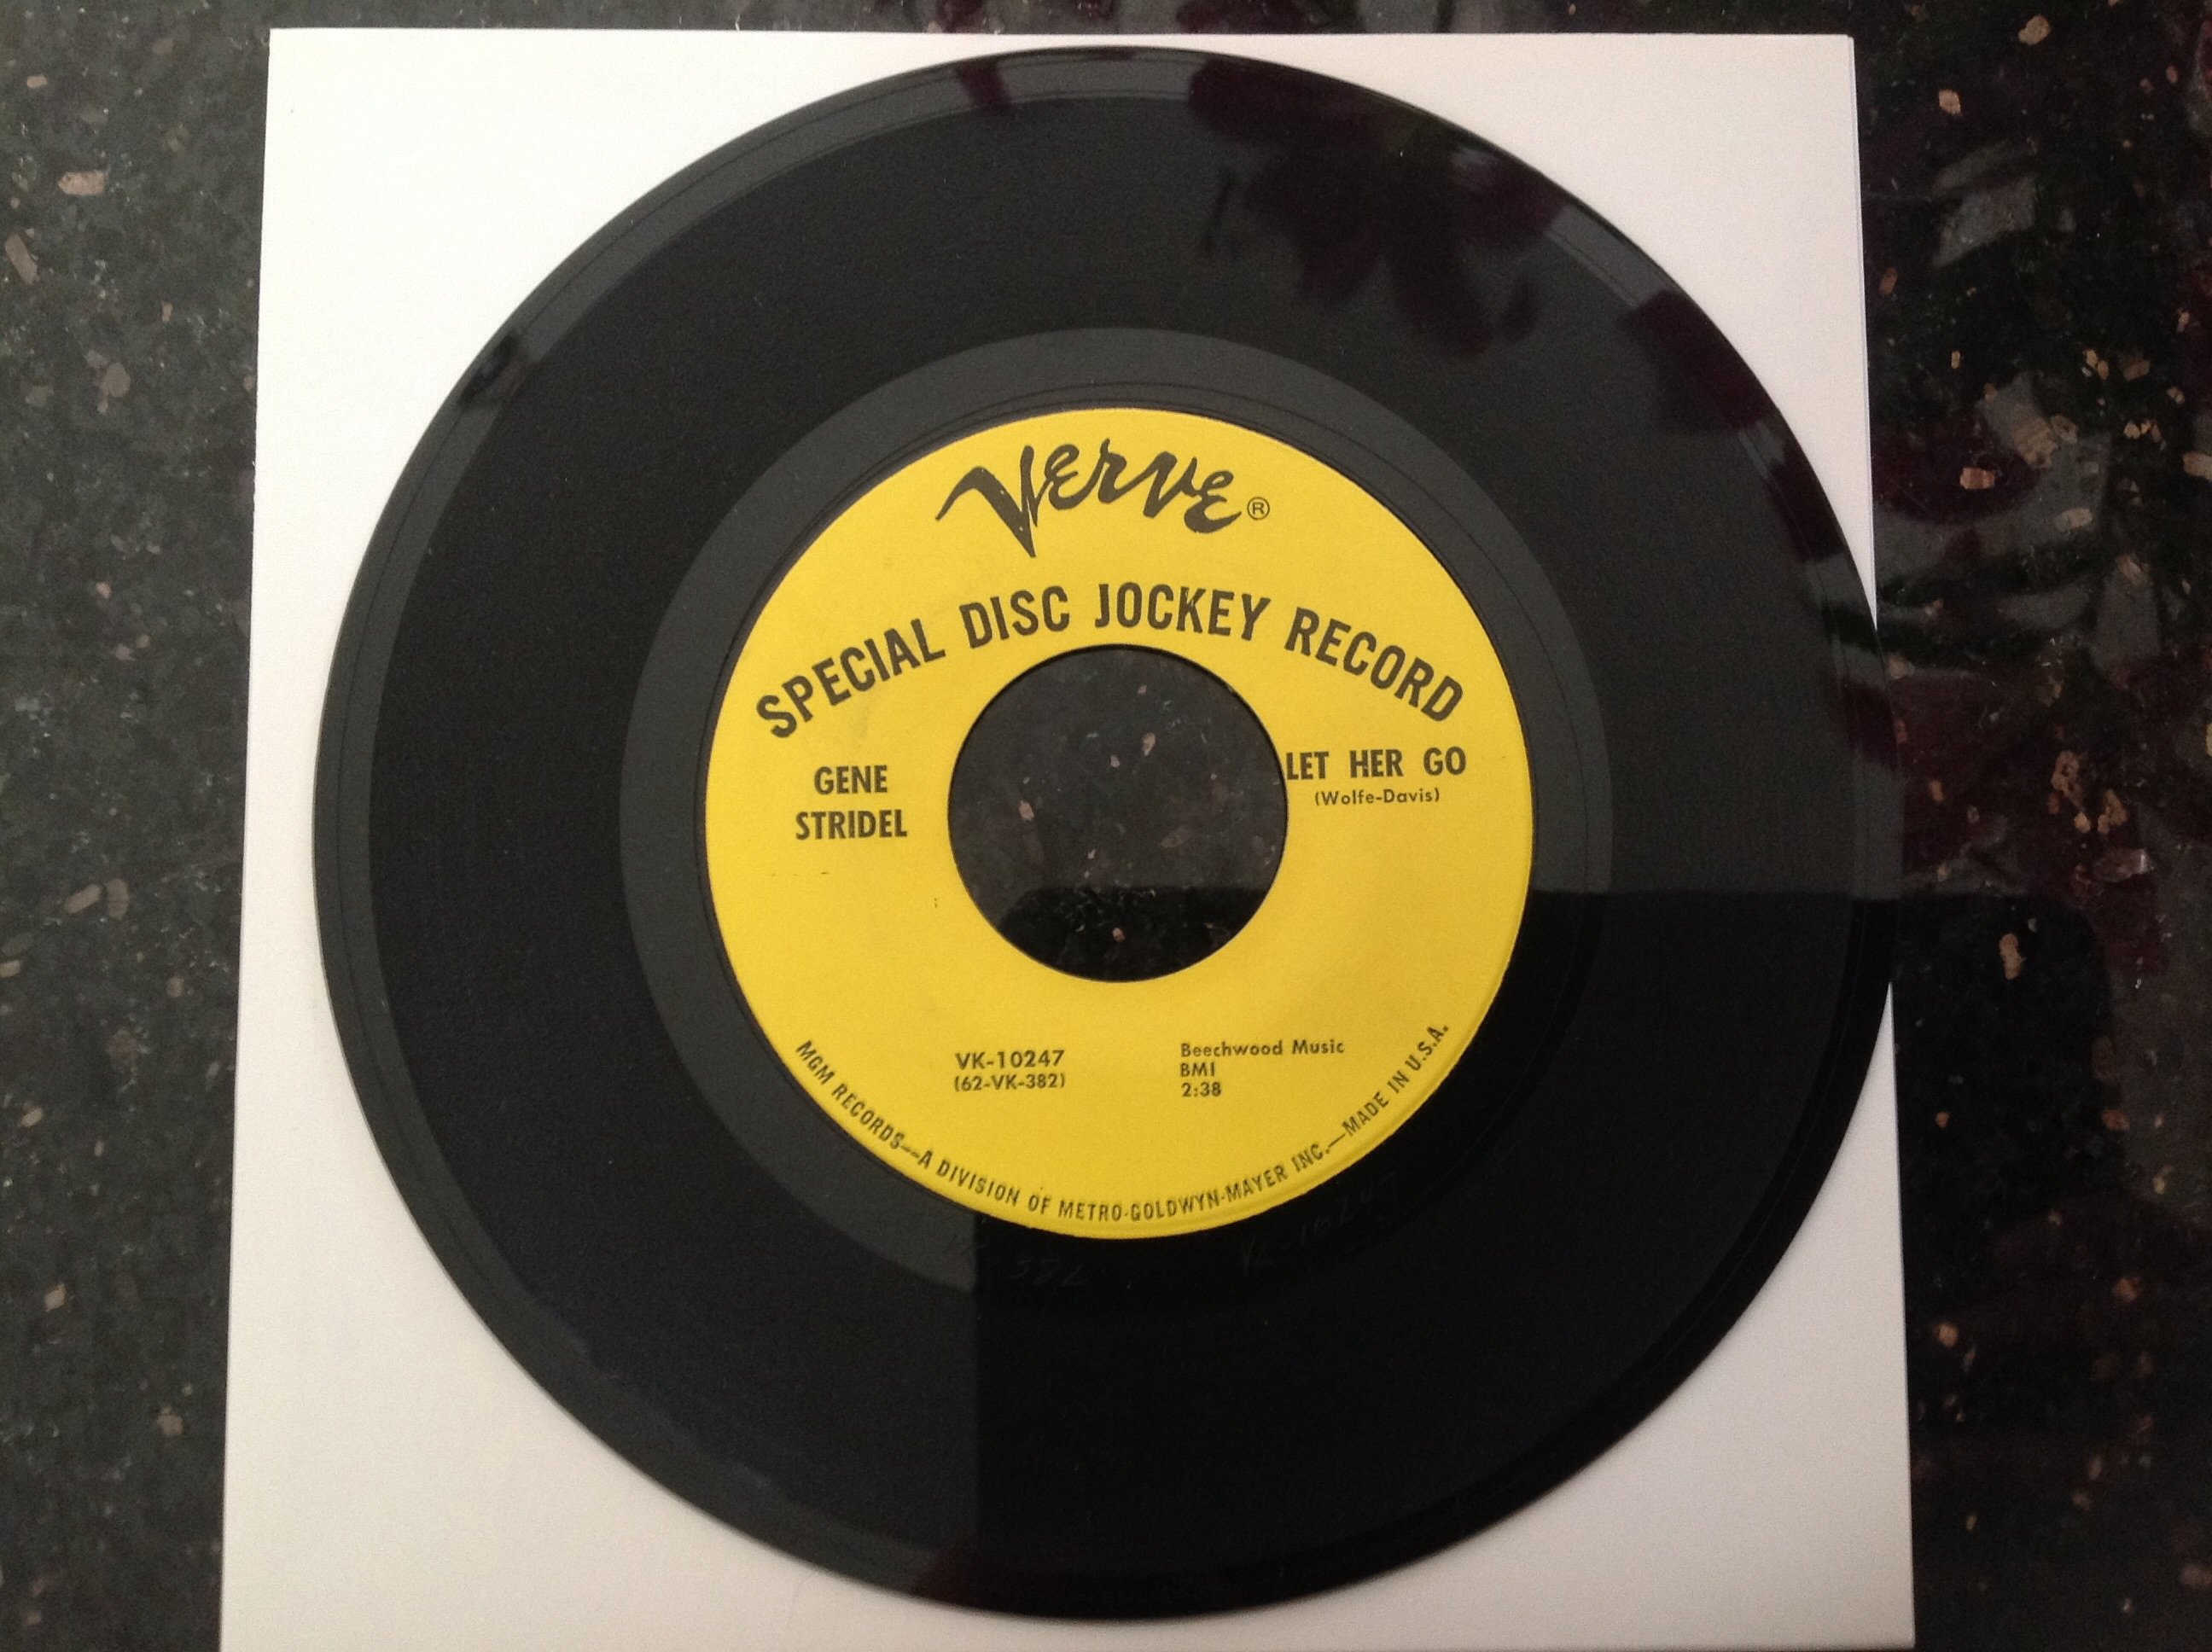 Verve®
SPECIAL DISC JOCKEY RECORD
GENE
STRIDEL
LET HER GO
(Wolfe-Davis)
VK-10247
(62-VK-382)
Beechwood Music
BMI
2:38
MGM RECORDS—A DIVISION OF METRO-GOLDWYN-MAYER INC.—MADE IN U.S.A.